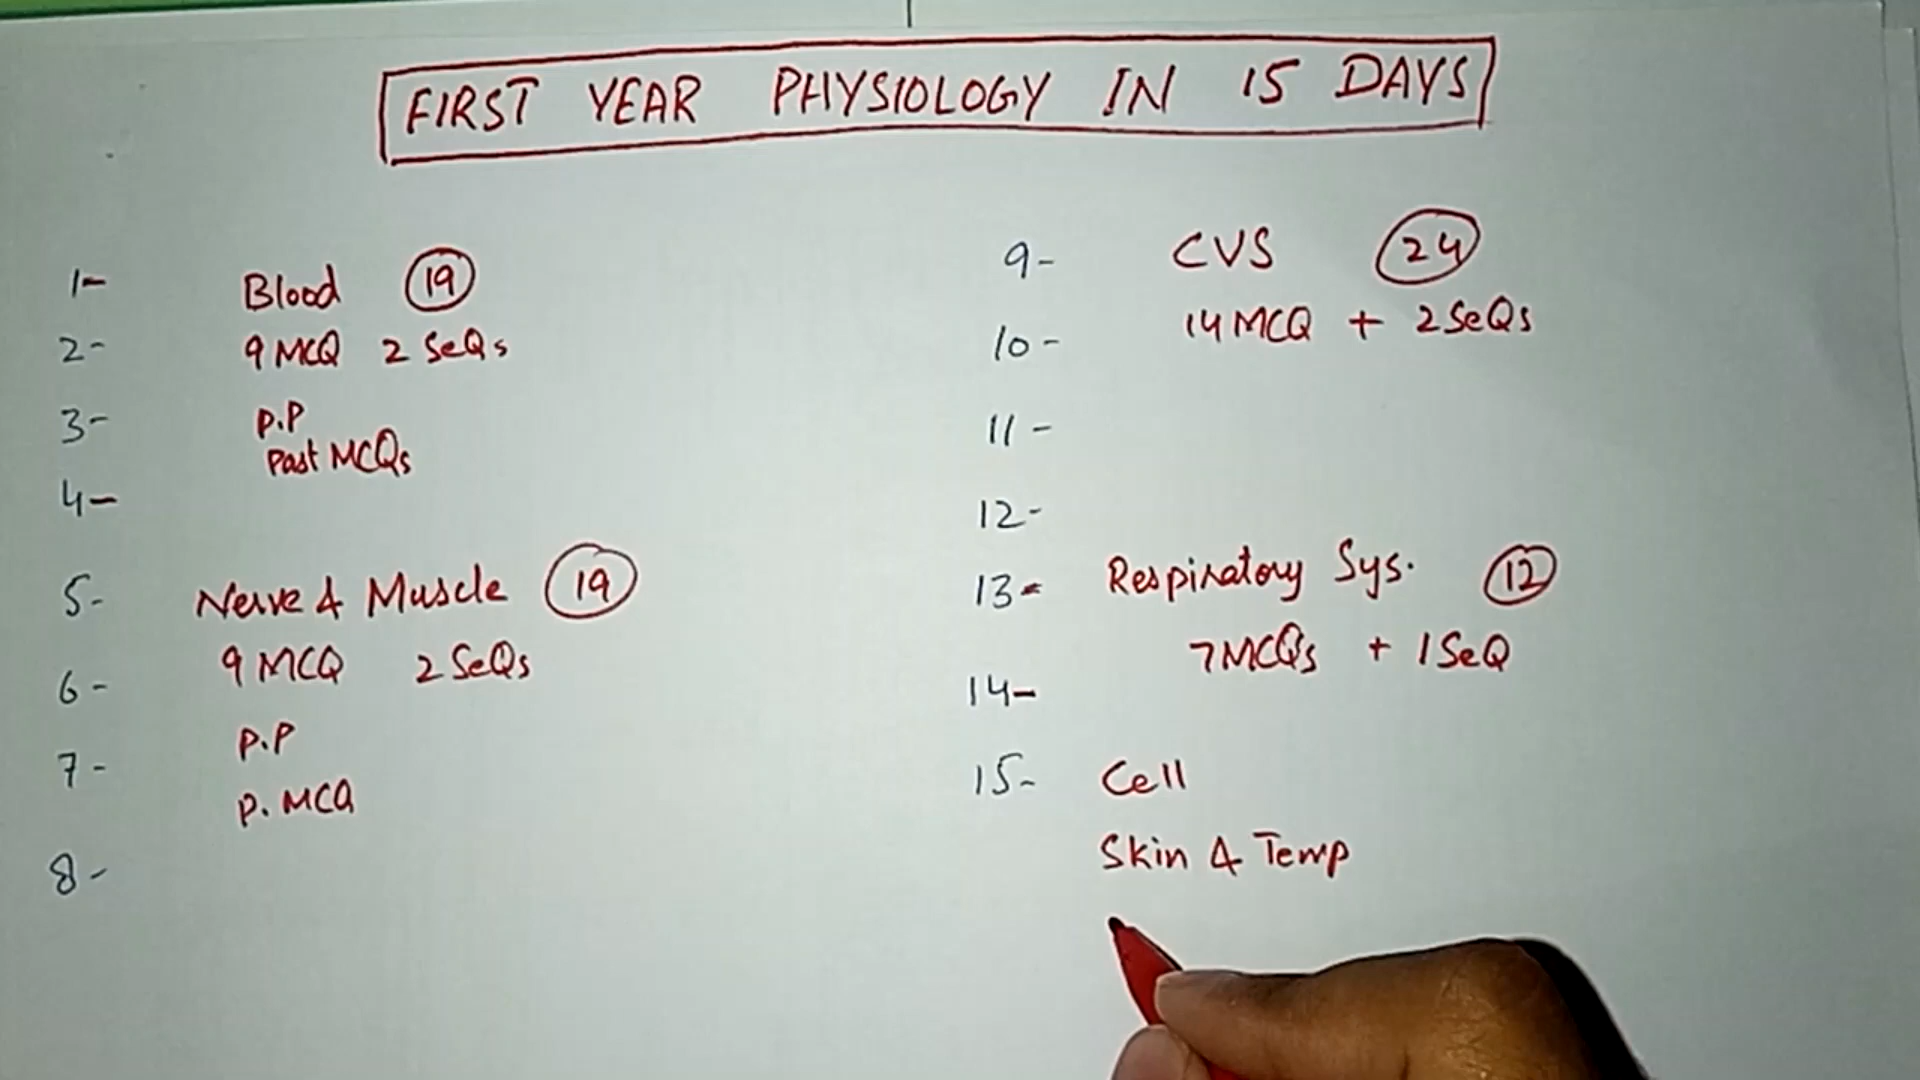 FIRST YEAR PHYSIOLOGY IN 15 DAYS
1- Blood 19
2- 9 MCQ 2 SeQs
3- P.P
Past MCQs
4-
5- Nerve & Muscle 19
9 MCQ 2 SeQs
6-
P.P
7-
P. MCQ
8-
9- CVS 24
10- 14 MCQ + 2 SeQs
11-
12-
13- Respiratory Sys. 12
7 MCQs + 1 SeQ
14-
15- Cell
Skin & Temp